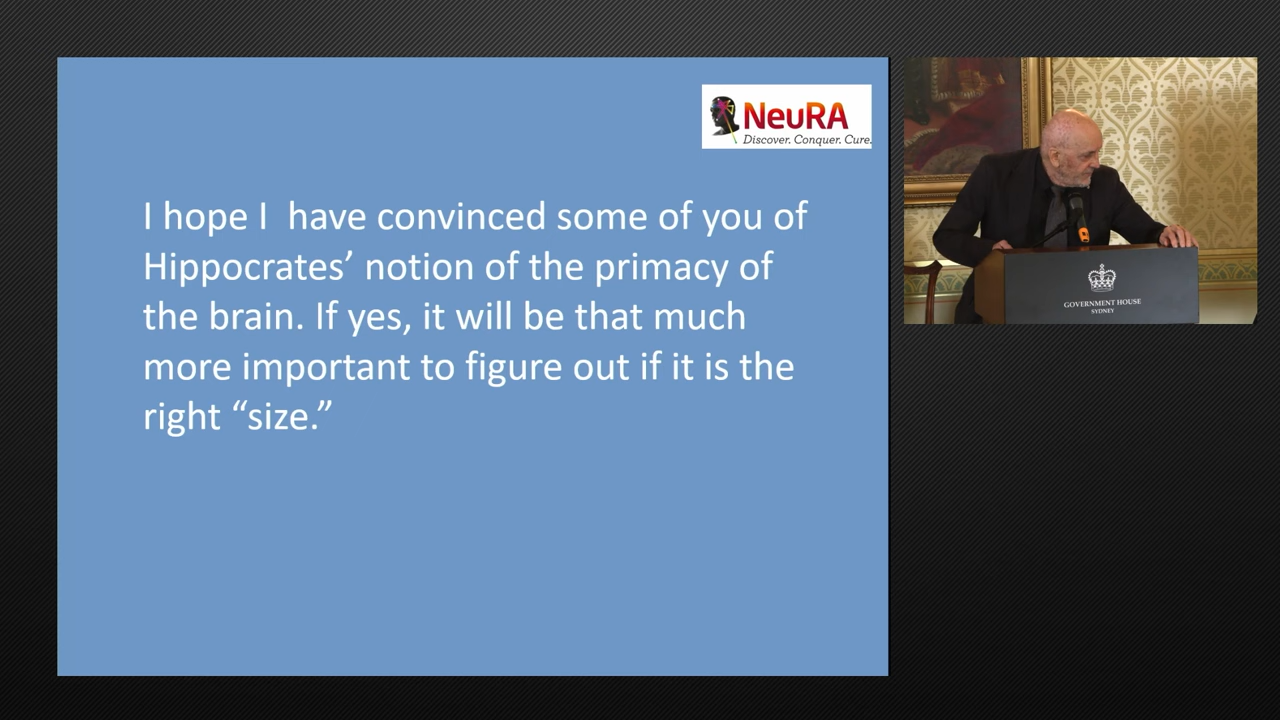 NeuRA
Discover. Conquer. Cure.
I hope I  have convinced some of you of
Hippocrates’ notion of the primacy of
the brain. If yes, it will be that much
more important to figure out if it is the
right “size.”
GOVERNMENT HOUSE
SYDNEY